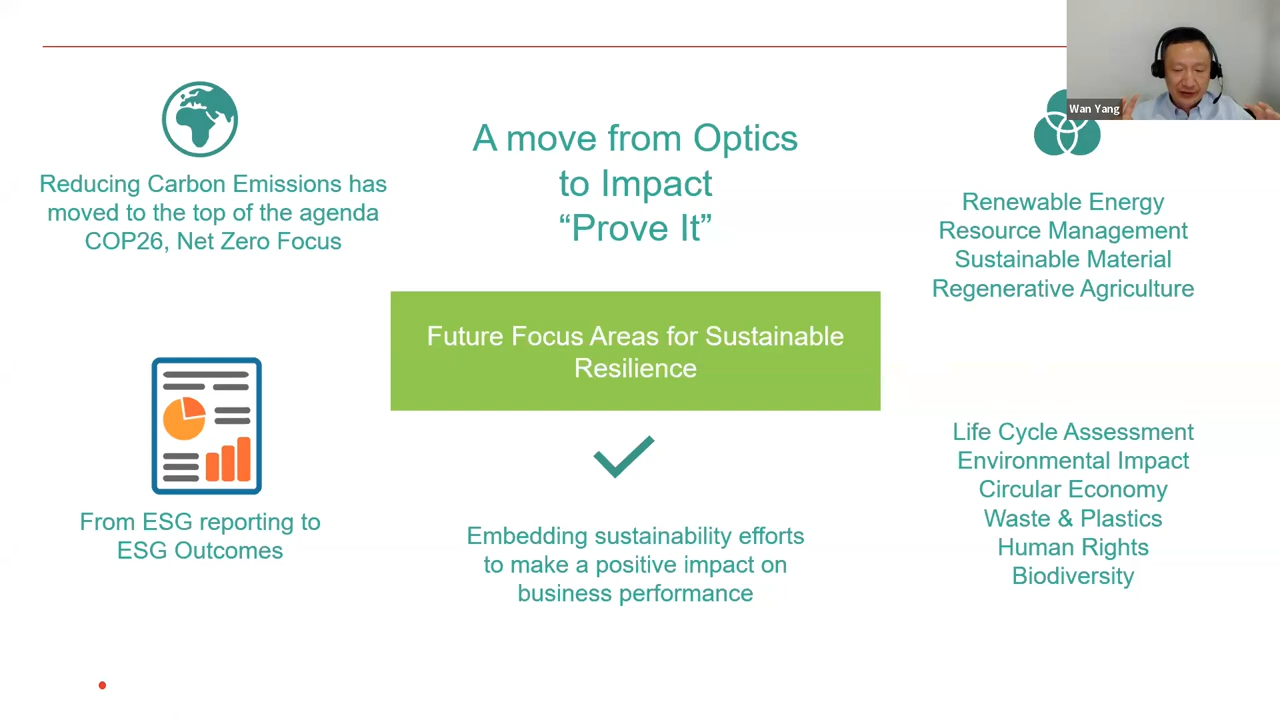 Wan Yang
Reducing Carbon Emissions has
moved to the top of the agenda
COP26, Net Zero Focus
A move from Optics
to Impact
“Prove It”
Renewable Energy
Resource Management
Sustainable Material
Regenerative Agriculture
Future Focus Areas for Sustainable
Resilience
From ESG reporting to
ESG Outcomes
Embedding sustainability efforts
to make a positive impact on
business performance
Life Cycle Assessment
Environmental Impact
Circular Economy
Waste & Plastics
Human Rights
Biodiversity